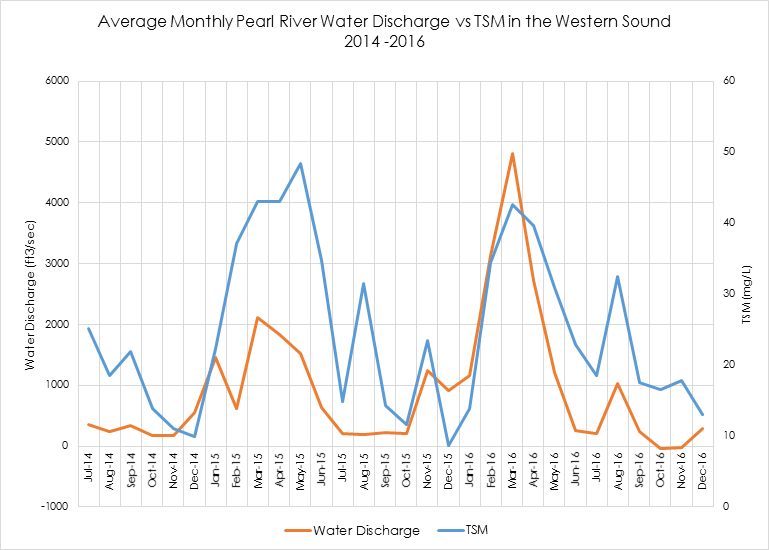 Average Monthly Pearl River Water Discharge vs TSM in the Western Sound
2014 -2016
6000
5000
4000
3000
2000
1000
0
-1000
Water Discharge (ft3/sec)
60
50
40
30
20
10
0
TSM (mg/L)
Jul-14
Aug-14
Sep-14
Oct-14
Nov-14
Dec-14
Jan-15
Feb-15
Mar-15
Apr-15
May-15
Jun-15
Jul-15
Aug-15
Sep-15
Oct-15
Nov-15
Dec-15
Jan-16
Feb-16
Mar-16
Apr-16
May-16
Jun-16
Jul-16
Aug-16
Sep-16
Oct-16
Nov-16
Dec-16
Water Discharge
TSM